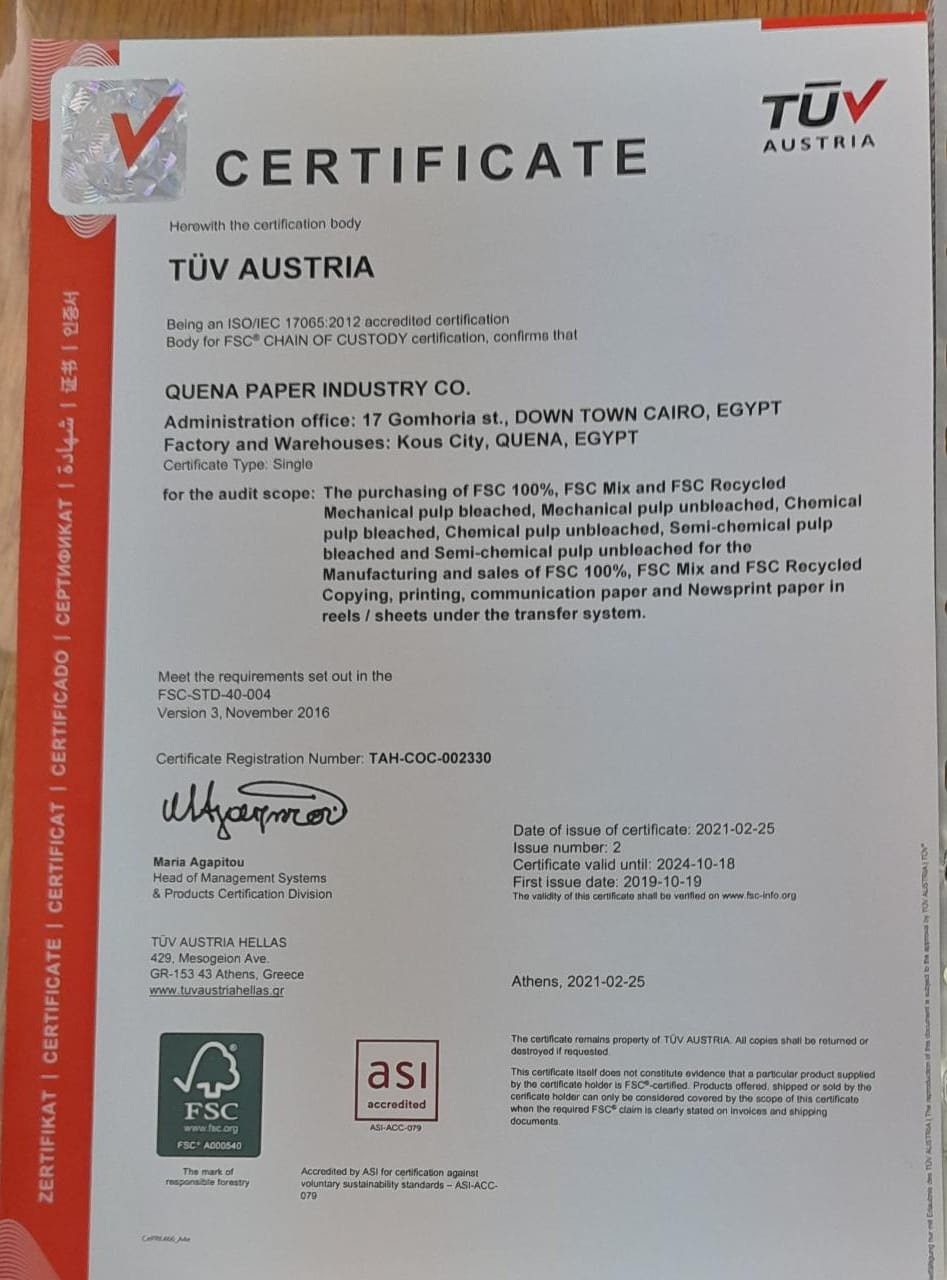 TÜV
AUSTRIA
CERTIFICATE
Herewith the certification body
TÜV AUSTRIA
Being an ISO/IEC 17065:2012 accredited certification
Body for FSC® CHAIN OF CUSTODY certification, confirms that
QUENA PAPER INDUSTRY CO.
Administration office: 17 Gomhoria st., DOWN TOWN CAIRO, EGYPT
Factory and Warehouses: Kous City, QUENA, EGYPT
Certificate Type: Single
for the audit scope: The purchasing of FSC 100%, FSC Mix and FSC Recycled
Mechanical pulp bleached, Mechanical pulp unbleached, Chemical
pulp bleached, Chemical pulp unbleached, Semi-chemical pulp
bleached and Semi-chemical pulp unbleached for the
Manufacturing and sales of FSC 100%, FSC Mix and FSC Recycled
Copying, printing, communication paper and Newsprint paper in
reels / sheets under the transfer system.
Meet the requirements set out in the
FSC-STD-40-004
Version 3, November 2016
Certificate Registration Number: TAH-COC-002330
Maria Agapitou
Head of Management Systems
& Products Certification Division
Date of issue of certificate: 2021-02-25
Issue number: 2
Certificate valid until: 2024-10-18
First issue date: 2019-10-19
The validity of this certificate shall be verified on www.fsc-info.org
TÜV AUSTRIA HELLAS
429, Mesogeion Ave.
GR-153 43 Athens, Greece
www.tuvaustriahellas.gr
Athens, 2021-02-25
FSC
www.fsc.org
FSC® A000540
The mark of
responsible forestry
asi
accredited
ASI-ACC-079
Accredited by ASI for certification against
voluntary sustainability standards – ASI-ACC-
079
The certificate remains property of TÜV AUSTRIA. All copies shall be returned or
destroyed if requested.
This certificate itself does not constitute evidence that a particular product supplied
by the certificate holder is FSC®-certified. Products offered, shipped or sold by the
cerificate holder can only be considered covered by the scope of this certificate
when the required FSC® claim is clearly stated on invoices and shipping
documents.
ZERTIFIKAT | CERTIFICATE | CERTIFICAT | CERTIFICADO | СЕРТИФИКАТ | شهادة | 证书 | 인증서